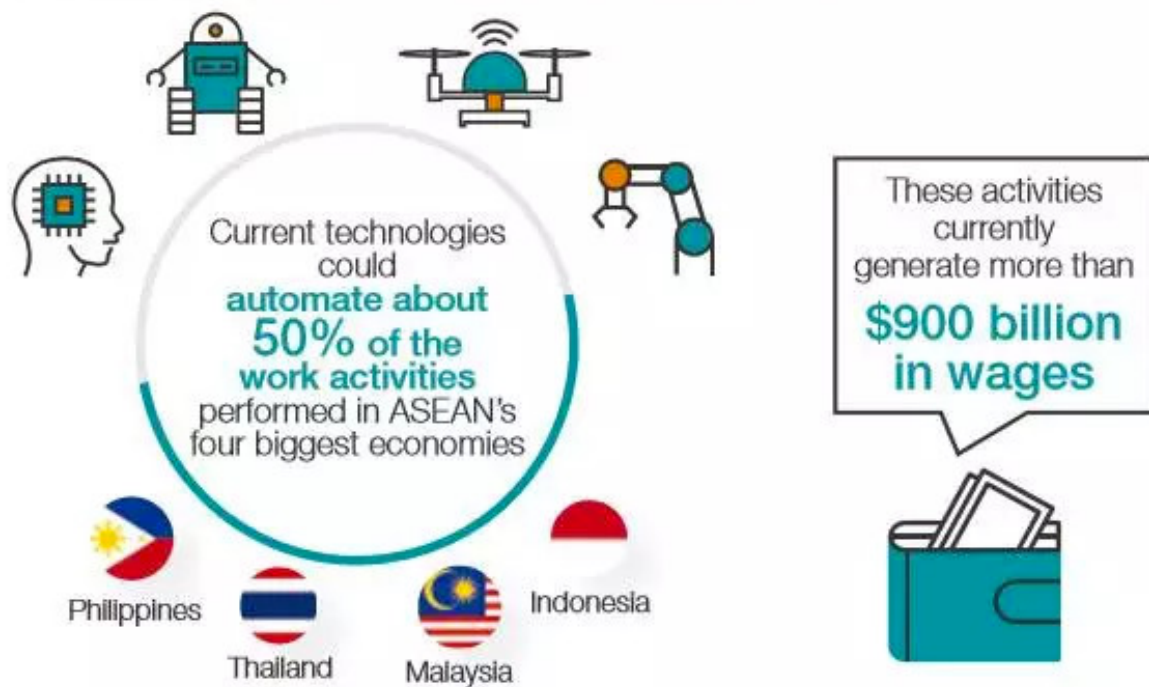 Current technologies
could
automate about
50% of the
work activities
performed in ASEAN's
four biggest economies
These activities
currently
generate more than
$900 billion
in wages
Philippines
Thailand
Malaysia
Indonesia